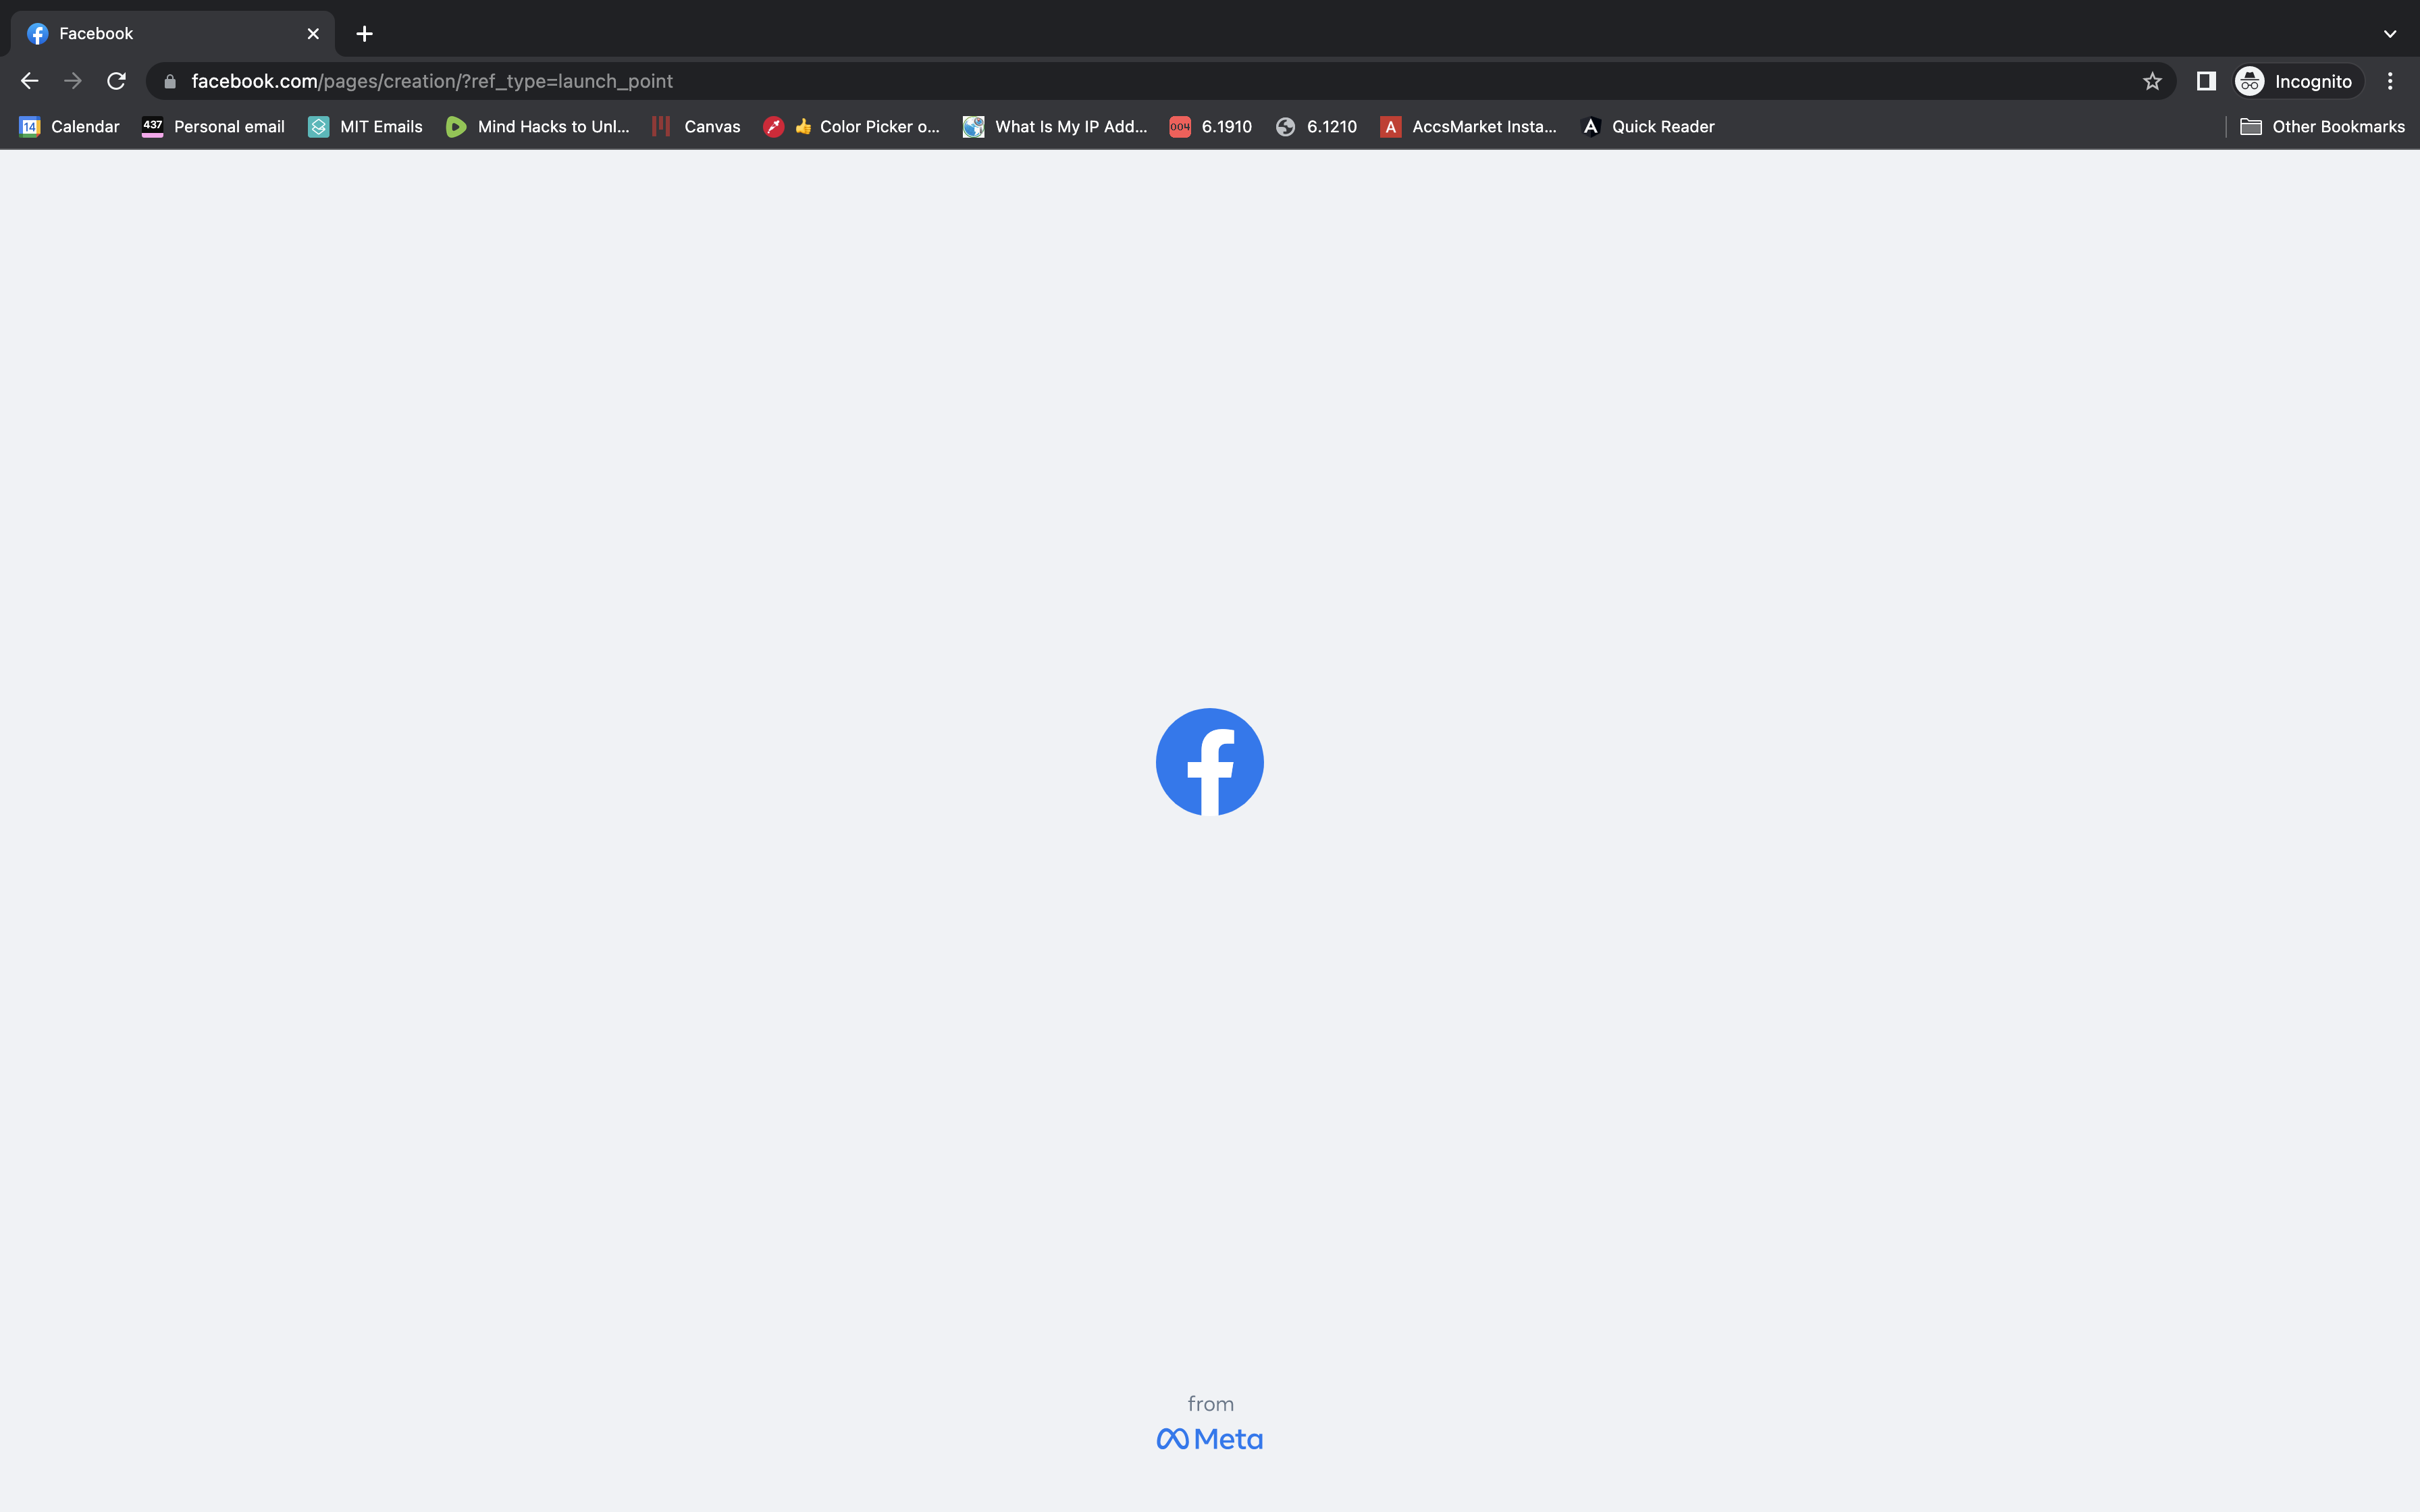 Facebook
facebook.com/pages/creation/?ref_type=launch_point
Incognito
14 Calendar 437 Personal email MIT Emails Mind Hacks to Unl... Canvas 👍 Color Picker o... What Is My IP Add... 004 6.1910 6.1210 A AccsMarket Insta... A Quick Reader Other Bookmarks
from
Meta